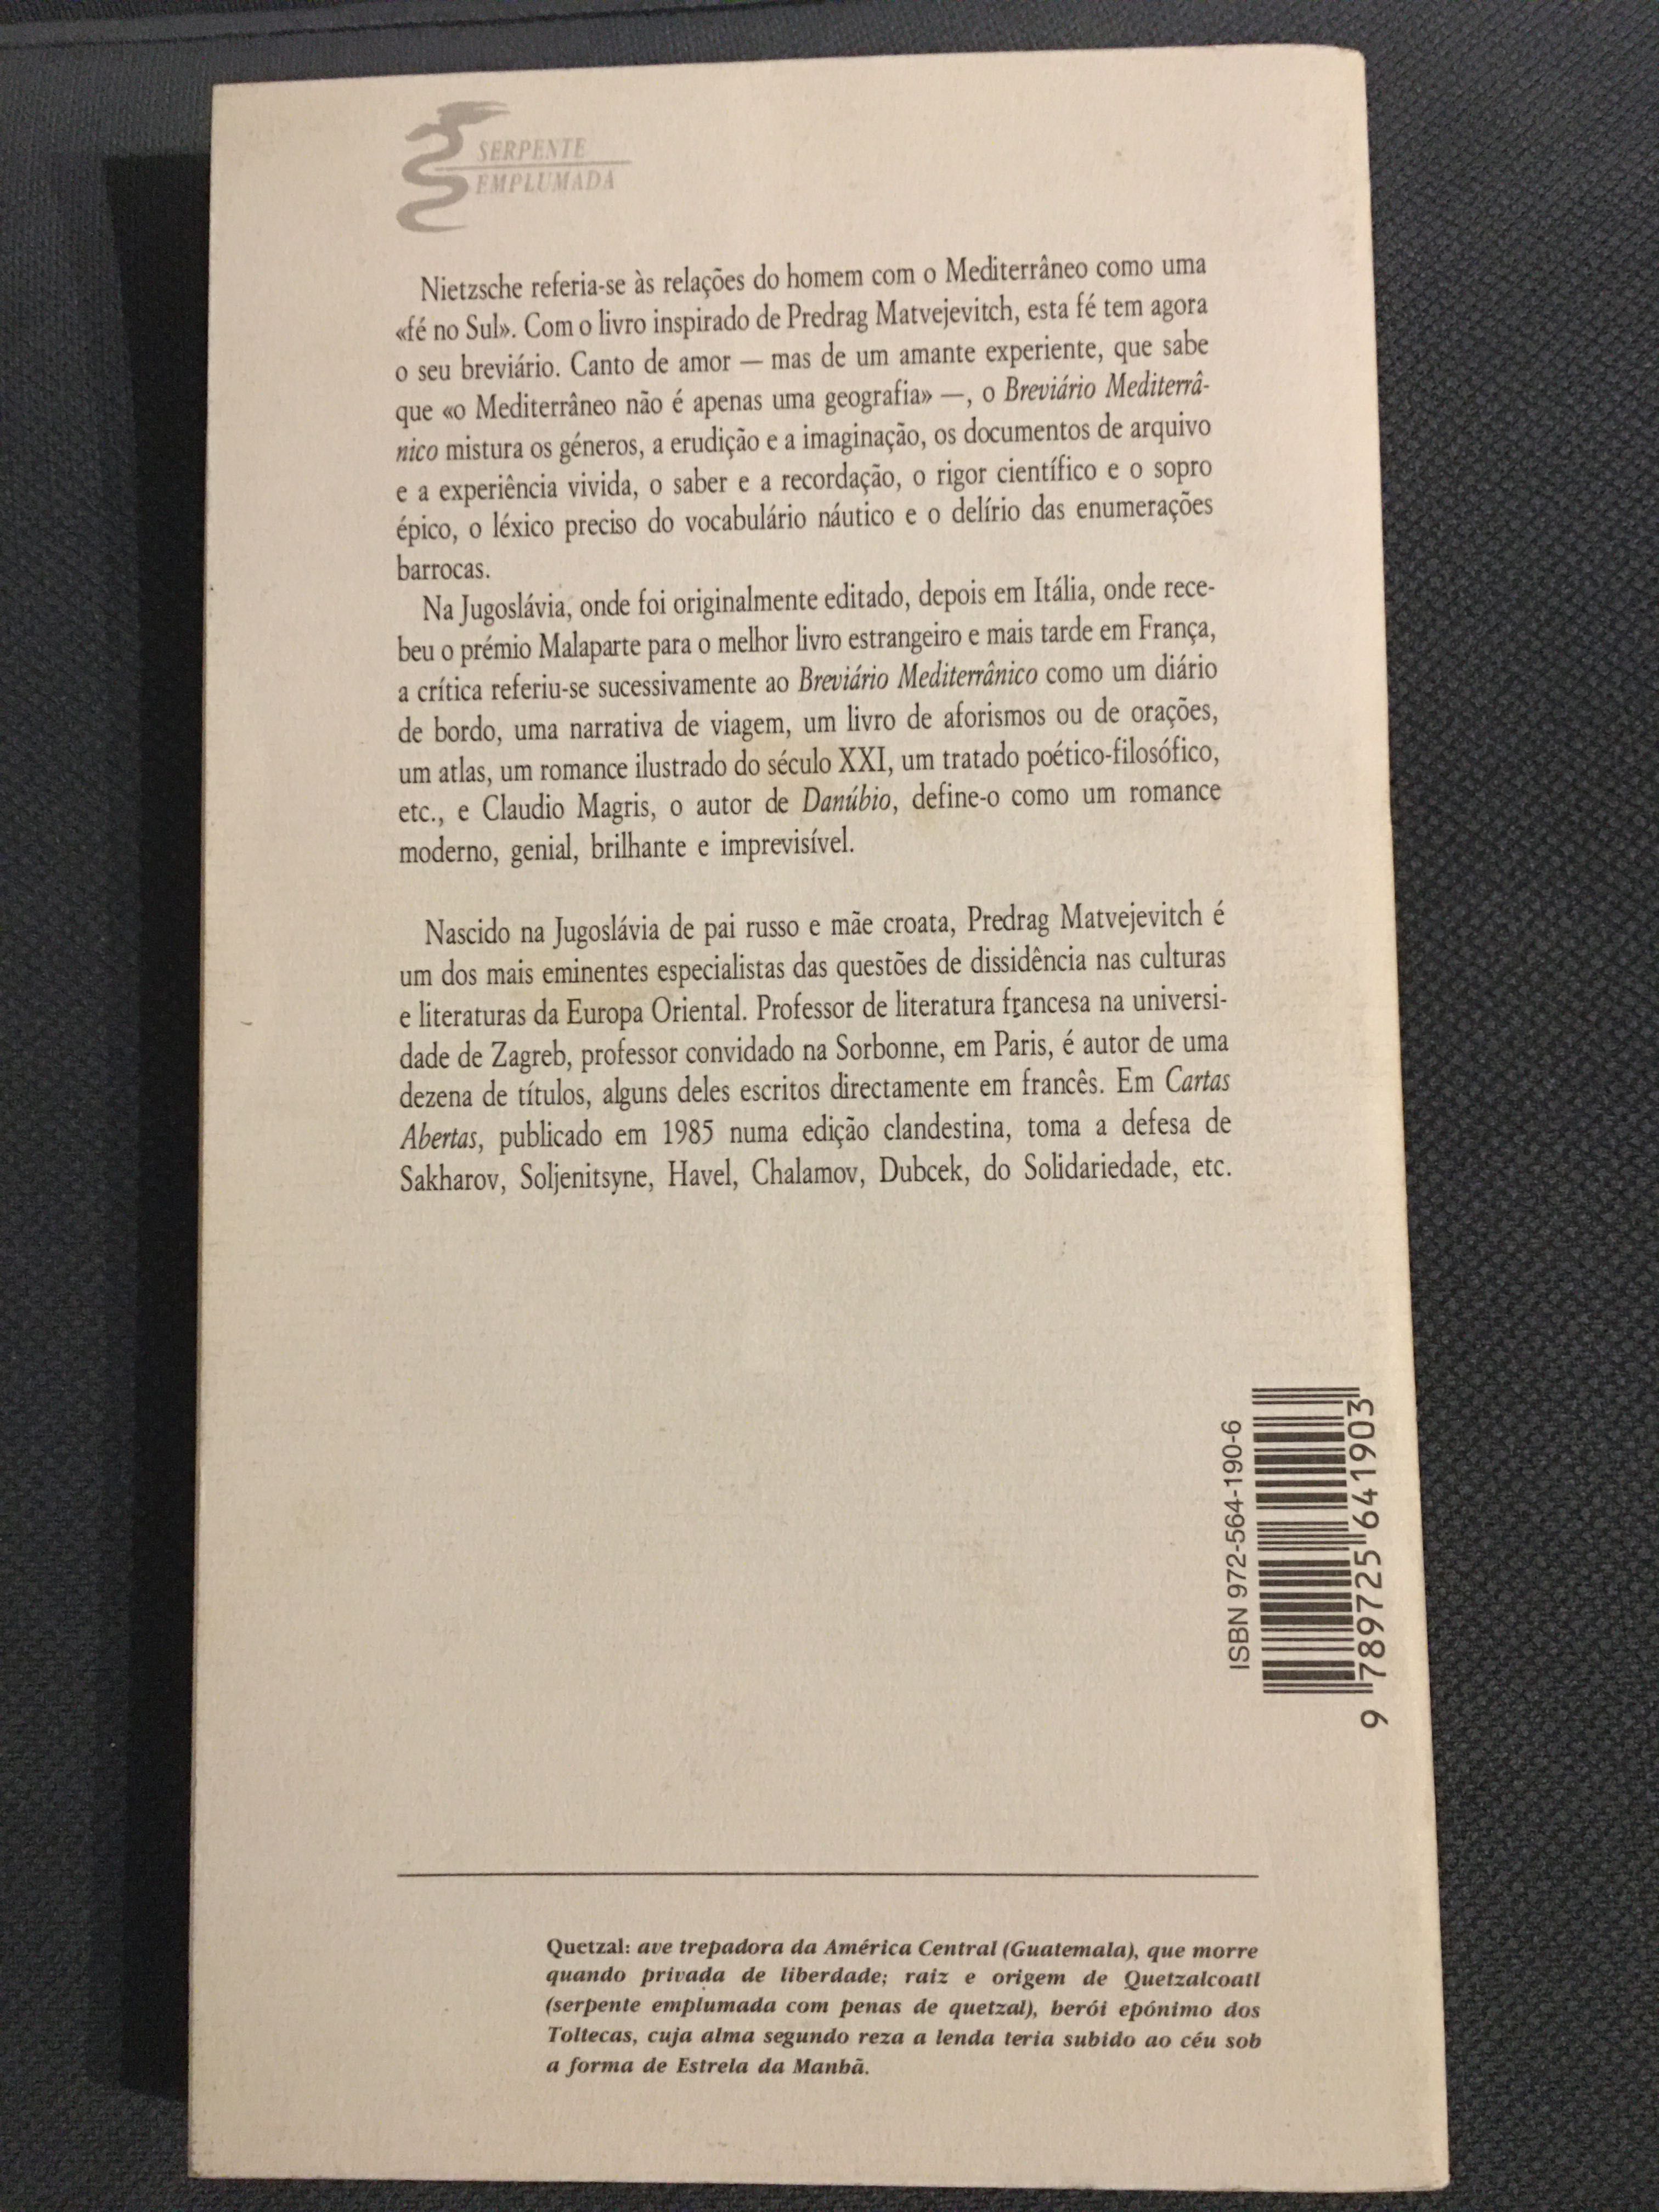 SERPENTE
EMPLUMADA
Nietzsche referia-se às relações do homem com o Mediterrâneo como uma
«fé no Sul». Com o livro inspirado de Predrag Matvejevitch, esta fé tem agora
o seu breviário. Canto de amor — mas de um amante experiente, que sabe
que «o Mediterrâneo não é apenas uma geografia» —, o Breviário Mediterrâ-
nico mistura os géneros, a erudição e a imaginação, os documentos de arquivo
e a experiência vivida, o saber e a recordação, o rigor científico e o sopro
épico, o léxico preciso do vocabulário náutico e o delírio das enumerações
barrocas.
Na Jugoslávia, onde foi originalmente editado, depois em Itália, onde rece-
beu o prémio Malaparte para o melhor livro estrangeiro e mais tarde em França,
a crítica referiu-se sucessivamente ao Breviário Mediterrânico como um diário
de bordo, uma narrativa de viagem, um livro de aforismos ou de orações,
um atlas, um romance ilustrado do século XXI, um tratado poético-filosófico,
etc., e Claudio Magris, o autor de Danúbio, define-o como um romance
moderno, genial, brilhante e imprevisível.
Nascido na Jugoslávia de pai russo e mãe croata, Predrag Matvejevitch é
um dos mais eminentes especialistas das questões de dissidência nas culturas
e literaturas da Europa Oriental. Professor de literatura francesa na universi-
dade de Zagreb, professor convidado na Sorbonne, em Paris, é autor de uma
dezena de títulos, alguns deles escritos directamente em francês. Em Cartas
Abertas, publicado em 1985 numa edição clandestina, toma a defesa de
Sakharov, Soljenitsyne, Havel, Chalamov, Dubcek, do Solidariedade, etc.
ISBN 972-564-190-6
9 789725 641903
Quetzal: ave trepadora da América Central (Guatemala), que morre
quando privada de liberdade; raiz e origem de Quetzalcoatl
(serpente emplumada com penas de quetzal), herói epónimo dos
Toltecas, cuja alma segundo reza a lenda teria subido ao céu sob
a forma de Estrela da Manhã.